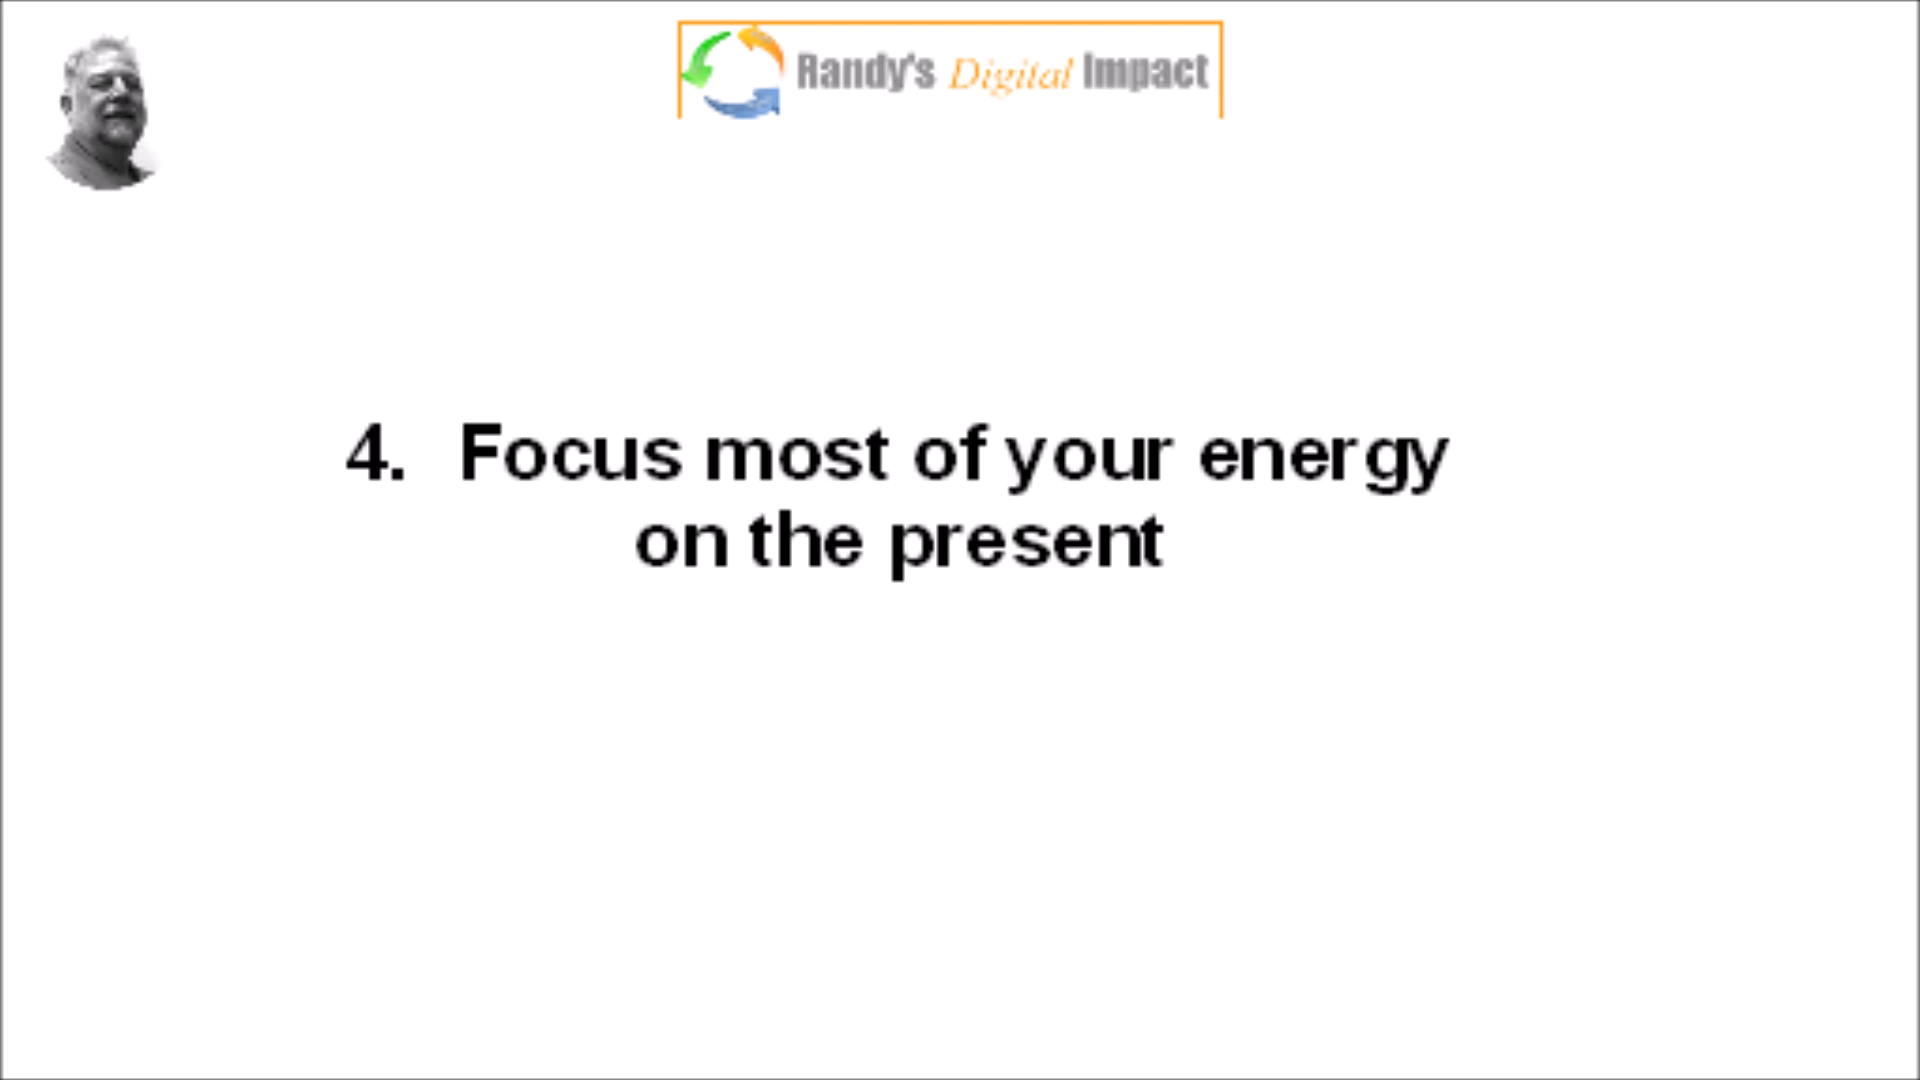 Randy's Digital Impact
4. Focus most of your energy
on the present